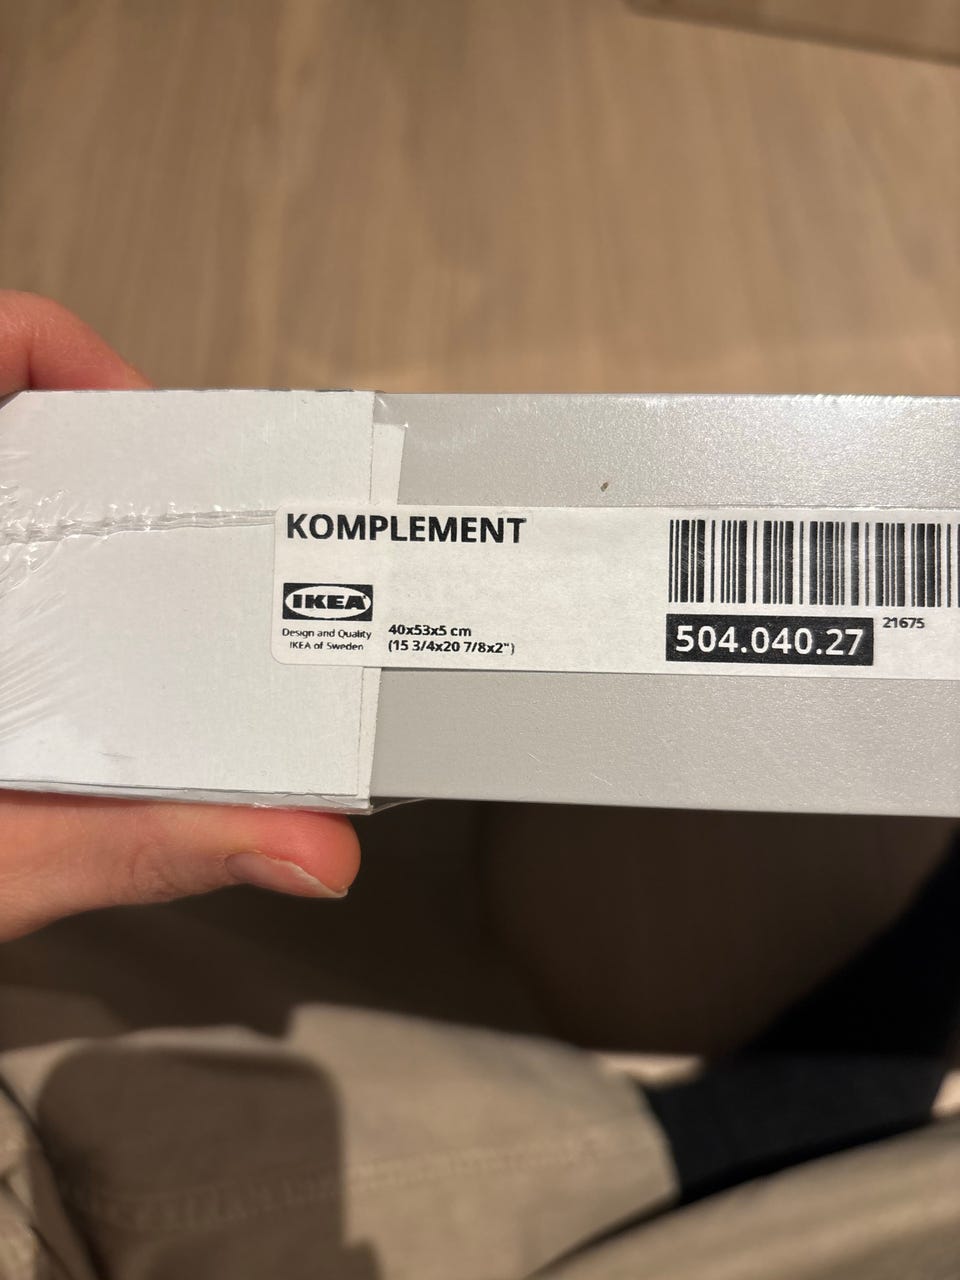 KOMPLEMENT
IKEA
Design and Quality
IKEA of Sweden
40x53x5 cm
(15 3/4x20 7/8x2")
21675
504.040.27